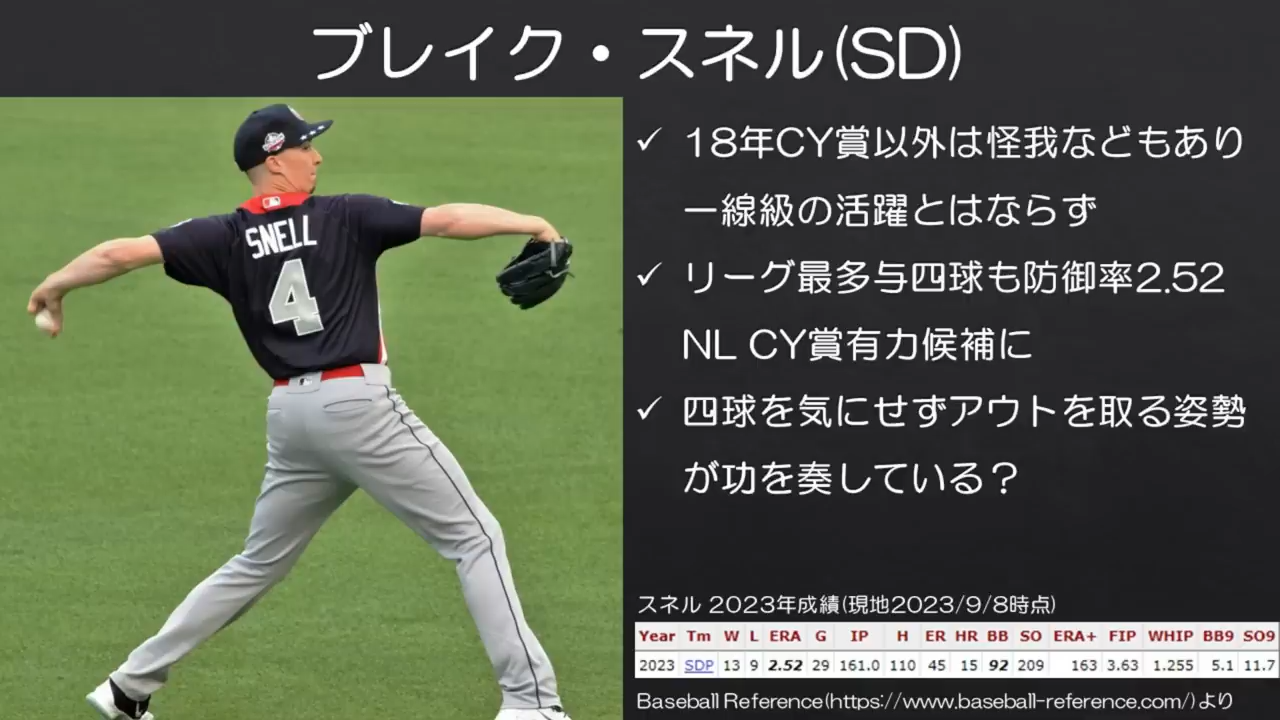 ブレイク・スネル(SD)
SNELL
4
✓ 18年CY賞以外は怪我などもあり
一線級の活躍とはならず
✓ リーグ最多与四球も防御率2.52
NL CY賞有力候補に
✓ 四球を気にせずアウトを取る姿勢
が功を奏している？
スネル 2023年成績(現地2023/9/8時点)
Year Tm W L ERA G IP H ER HR BB SO ERA+ FIP WHIP BB9 SO9
2023 SDP 13 9 2.52 29 161.0 110 45 15 92 209 163 3.63 1.255 5.1 11.7
Baseball Reference(https://www.baseball-reference.com/)より